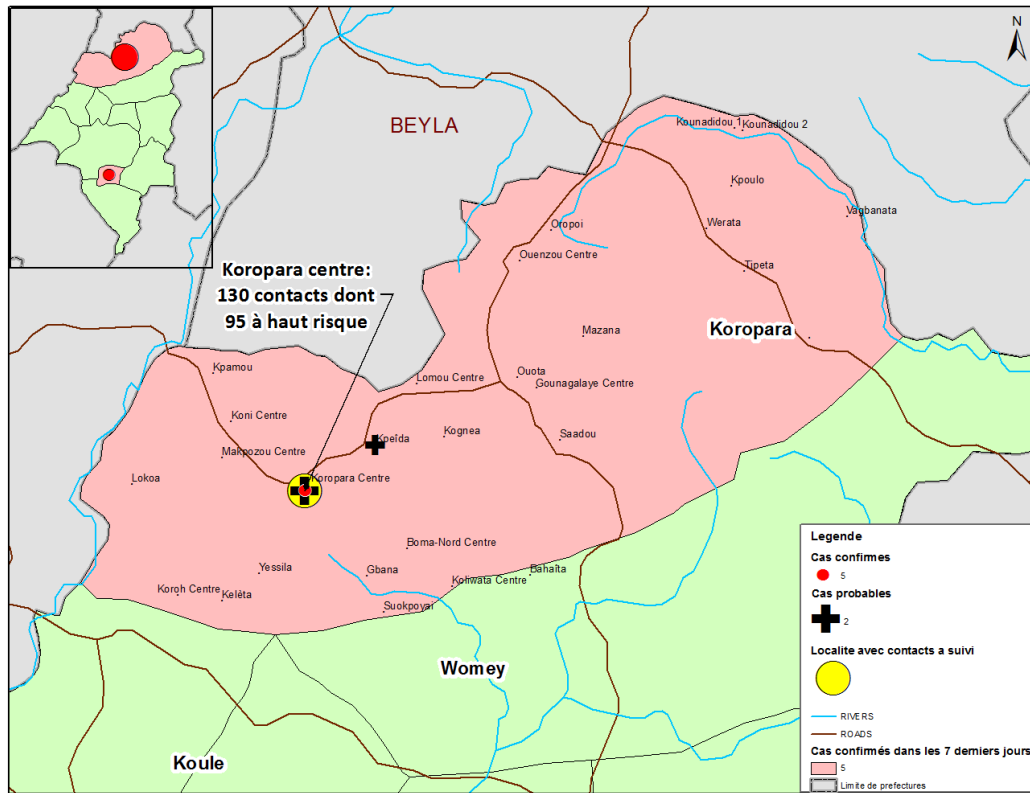 N
BEYLA
Kounadidou 1
Kounadidou 2
Kpoulo
Vagbanata
Oropoi
Werata
Ouenzou Centre
Tipeta
Koropara centre:
130 contacts dont
95 à haut risque
Mazana
Koropara
Kpamou
Lomou Centre
Ouota
Gounagalaye Centre
Koni Centre
Kpeîda
Kognea
Saadou
Makpozou Centre
Lokoa
Koropara Centre
Boma-Nord Centre
Yessila
Gbana
Koliwata Centre
Bahaîta
Koroh Centre
Kelêta
Suokpoyai
Womey
Koule
Legende
Cas confirmes
5
Cas probables
2
Localite avec contacts a suivi
RIVERS
ROADS
Cas confirmés dans les 7 derniers jours
5
Limite de prefectures